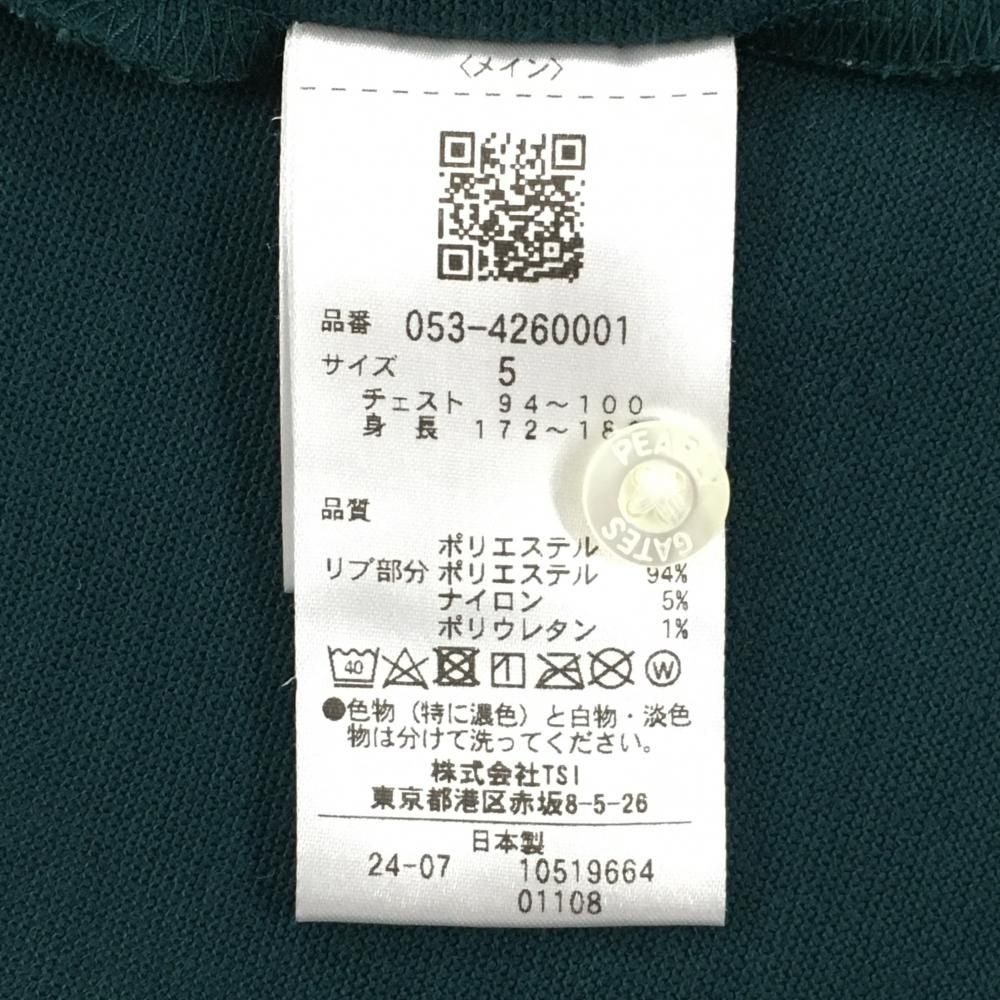 〈メイン〉
品番 053-4260001
サイズ 5
チェスト 94～100
身長 172～18
品質
ポリエステル
リブ部分 ポリエステル 94%
ナイロン 5%
ポリウレタン 1%
40 W
●色物（特に濃色）と白物・淡色
物は分けて洗ってください。
株式会社TSI
東京都港区赤坂8-5-26
日本製
24-07 10519664
01108
GATES